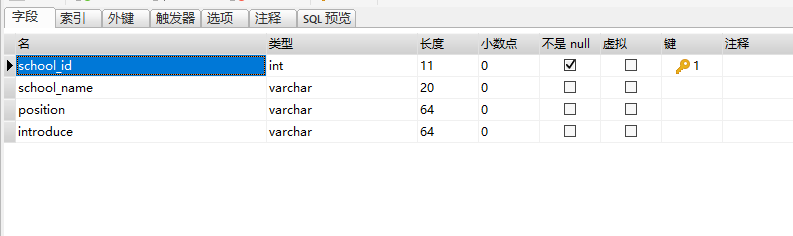 字段 索引 外键 触发器 选项 注释 SQL 预览
名 类型 长度 小数点 不是 null 虚拟 键 注释
school_id int 11 0 1
school_name varchar 20 0
position varchar 64 0
introduce varchar 64 0